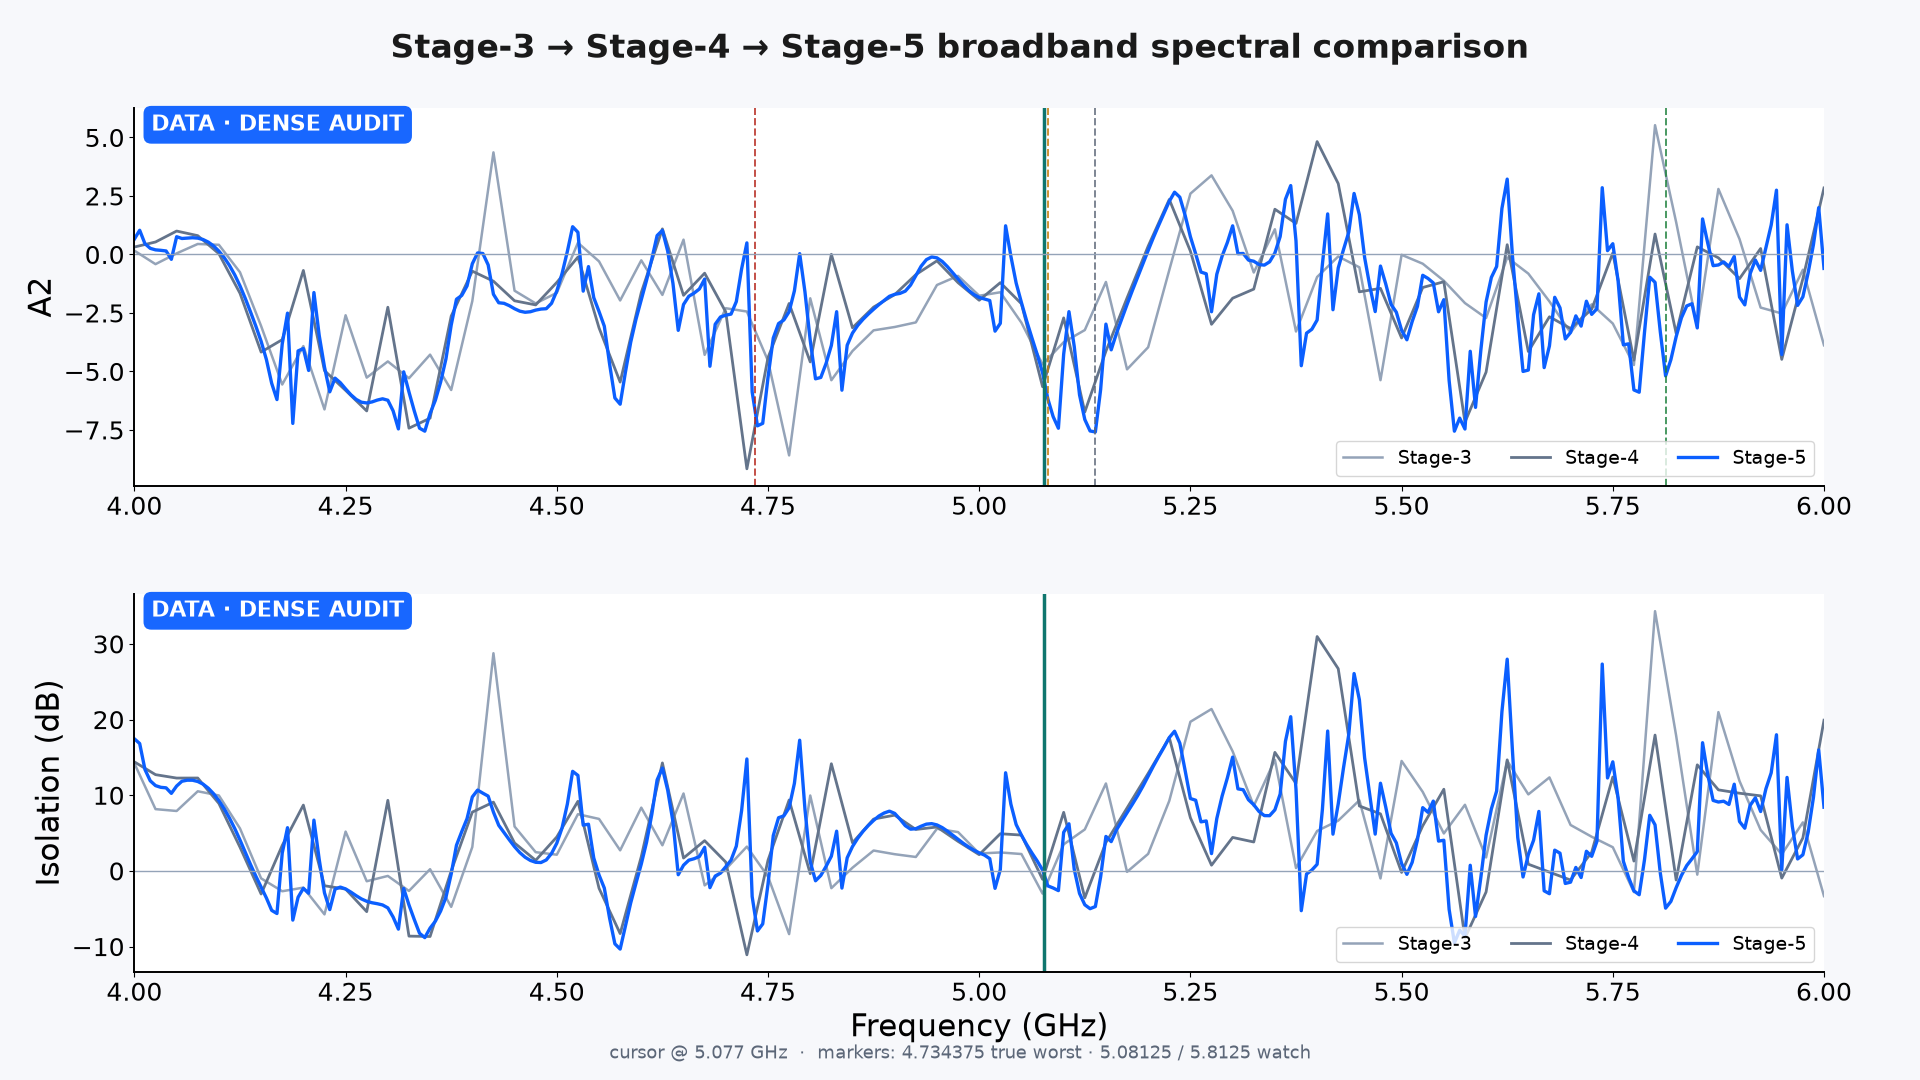 Stage-3 → Stage-4 → Stage-5 broadband spectral comparison
DATA · DENSE AUDIT
A2
5.0
2.5
0.0
−2.5
−5.0
−7.5
Stage-3 Stage-4 Stage-5
4.00 4.25 4.50 4.75 5.00 5.25 5.50 5.75 6.00
DATA · DENSE AUDIT
Isolation (dB)
30
20
10
0
−10
Stage-3 Stage-4 Stage-5
4.00 4.25 4.50 4.75 5.00 5.25 5.50 5.75 6.00
Frequency (GHz)
cursor @ 5.077 GHz · markers: 4.734375 true worst · 5.08125 / 5.8125 watch